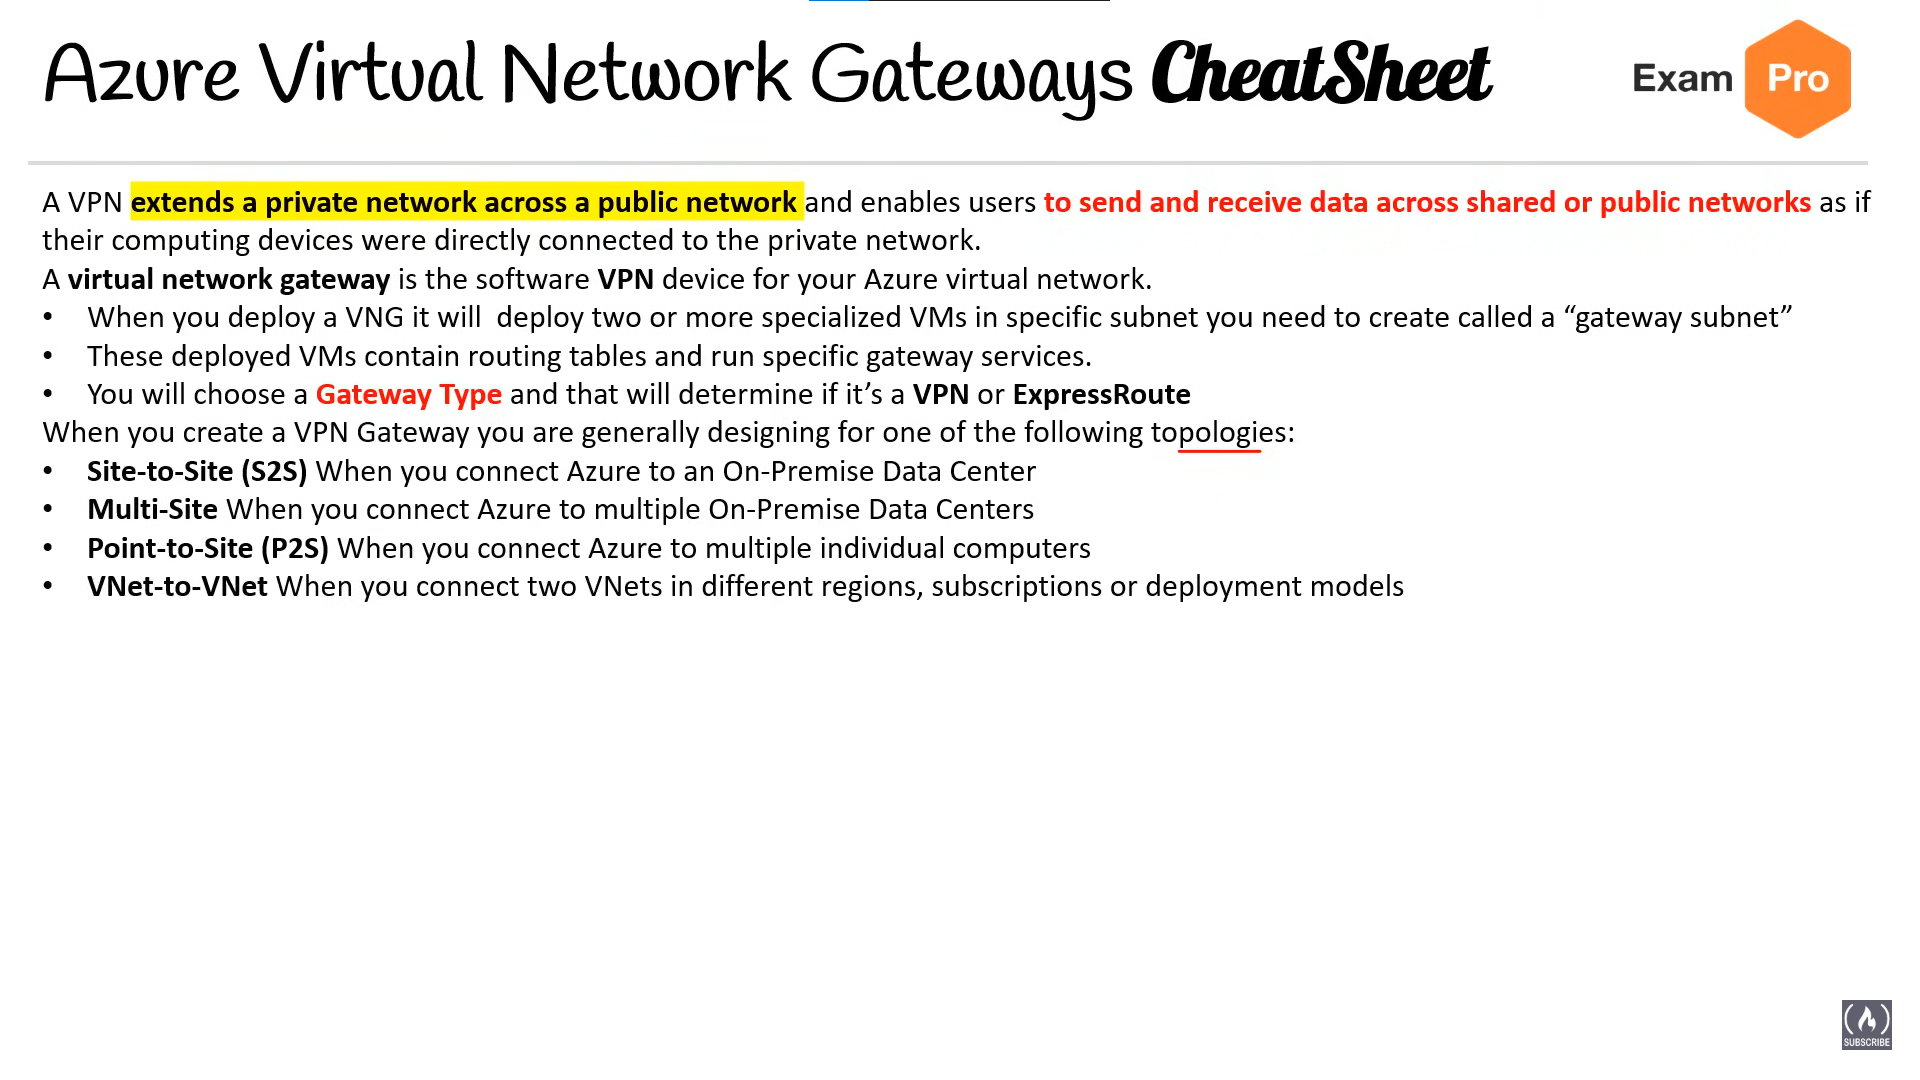 Azure Virtual Network Gateways CheatSheet
Exam Pro
A VPN extends a private network across a public network and enables users to send and receive data across shared or public networks as if
their computing devices were directly connected to the private network.
A virtual network gateway is the software VPN device for your Azure virtual network.
• When you deploy a VNG it will  deploy two or more specialized VMs in specific subnet you need to create called a “gateway subnet”
• These deployed VMs contain routing tables and run specific gateway services.
• You will choose a Gateway Type and that will determine if it’s a VPN or ExpressRoute
When you create a VPN Gateway you are generally designing for one of the following topologies:
• Site-to-Site (S2S) When you connect Azure to an On-Premise Data Center
• Multi-Site When you connect Azure to multiple On-Premise Data Centers
• Point-to-Site (P2S) When you connect Azure to multiple individual computers
• VNet-to-VNet When you connect two VNets in different regions, subscriptions or deployment models
SUBSCRIBE